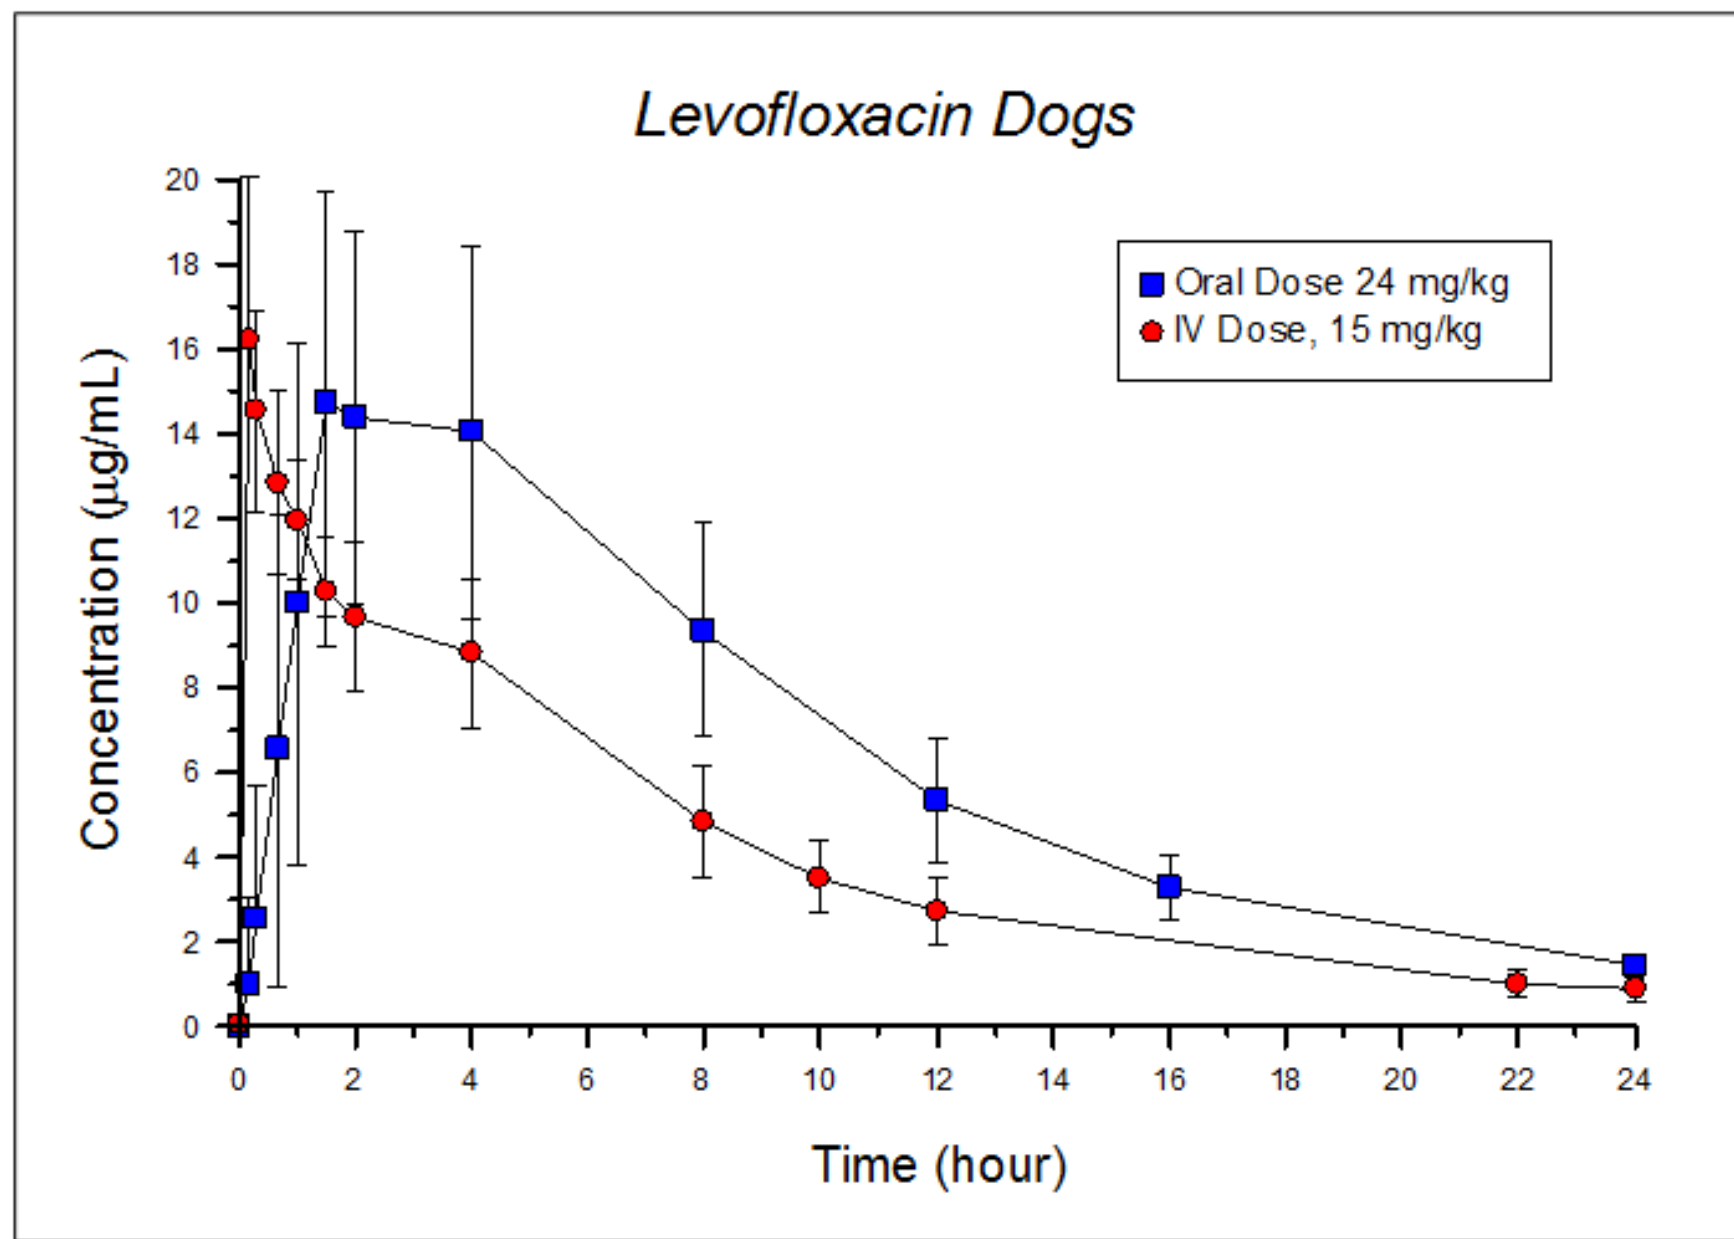 Levofloxacin Dogs
20
18
16
14
12
10
8
6
4
2
0
Concentration (µg/mL)
Oral Dose 24 mg/kg
IV Dose, 15 mg/kg
0 2 4 6 8 10 12 14 16 18 20 22 24
Time (hour)